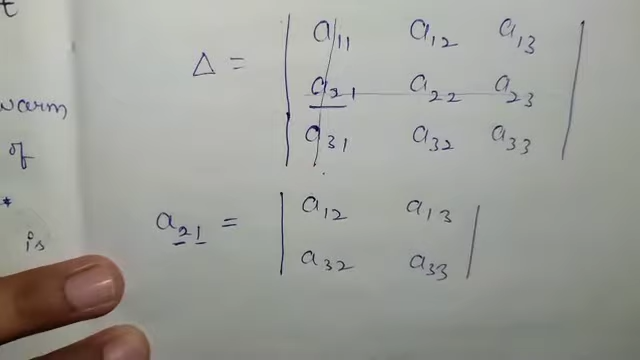 t
Δ =
a11 a12 a13
a21 a22 a23
a31 a32 a33
of
* is
a21 =
a12 a13
a32 a33